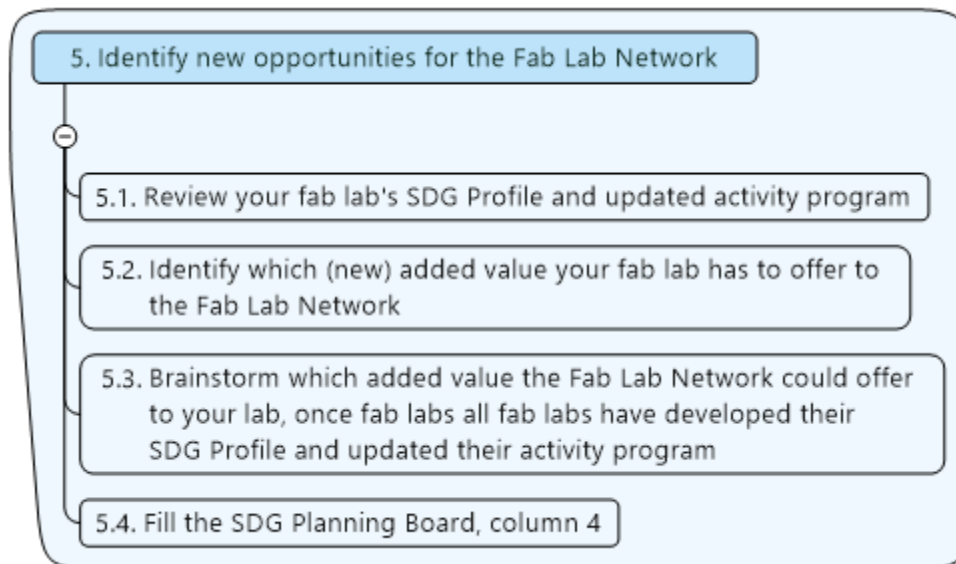 5. Identify new opportunities for the Fab Lab Network
5.1. Review your fab lab's SDG Profile and updated activity program
5.2. Identify which (new) added value your fab lab has to offer to
the Fab Lab Network
5.3. Brainstorm which added value the Fab Lab Network could offer
to your lab, once fab labs all fab labs have developed their
SDG Profile and updated their activity program
5.4. Fill the SDG Planning Board, column 4